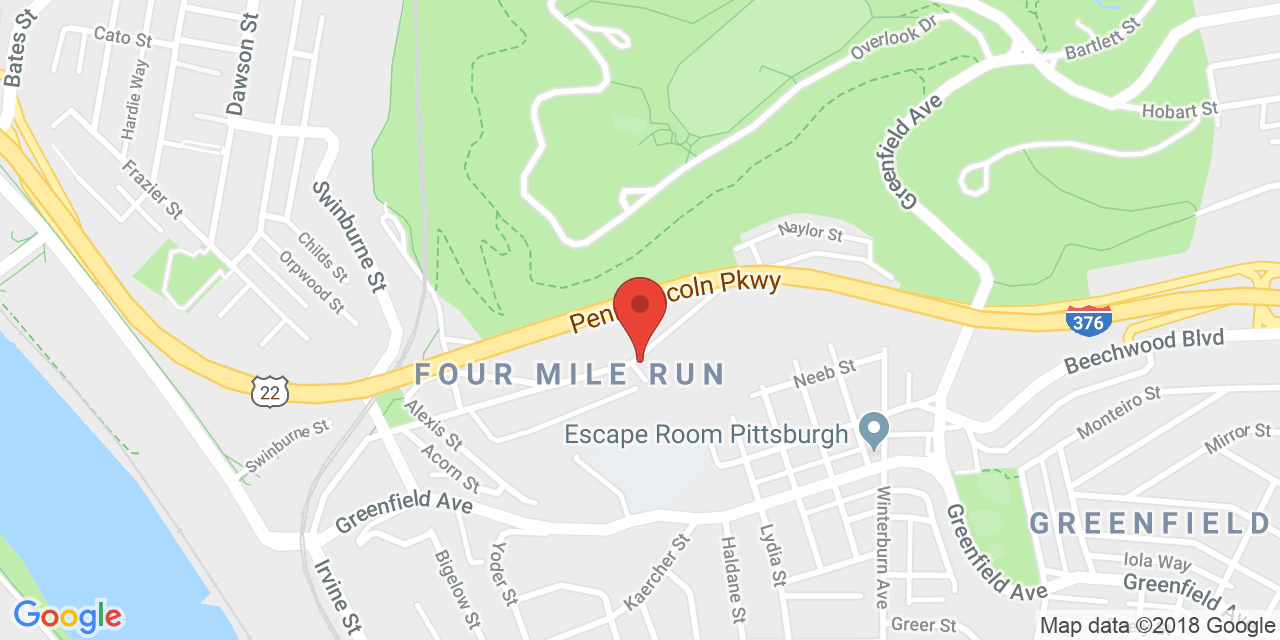 Bates St
Cato St
Hardie Way
Dawson St
Overlook Dr
Bartlett St
Hobart St
Greenfield Ave
Frazier St
Swinburne St
Childs St
Orpwood St
Naylor St
coln Pkwy
376
Beechwood Blvd
FOUR MILE RUN
22
Neeb St
Alexis St
Acorn St
Swinburne St
Escape Room Pittsburgh
Monteiro St
Mirror St
Greenfield Ave
GREENFIELD
Winterburn Ave
Greenfield Ave
Yoder St
Bigelow St
Irvine St
Kaercher St
Haldane St
Lydia St
Iola Way
Greenfield Ave
Greer St
Google
Map data ©2018 Google